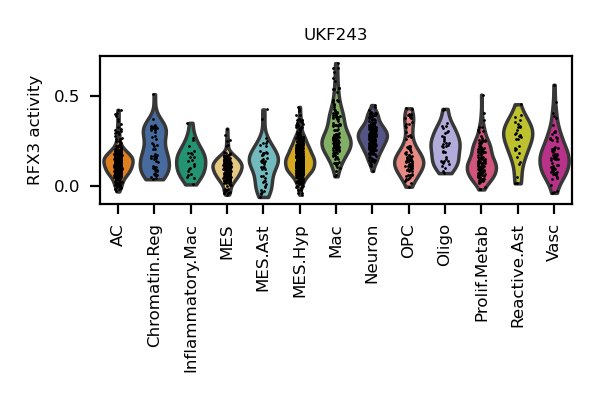 UKF243
RFX3 activity
0.5
0.0
AC
Chromatin.Reg
Inflammatory.Mac
MES
MES.Ast
MES.Hyp
Mac
Neuron
OPC
Oligo
Prolif.Metab
Reactive.Ast
Vasc